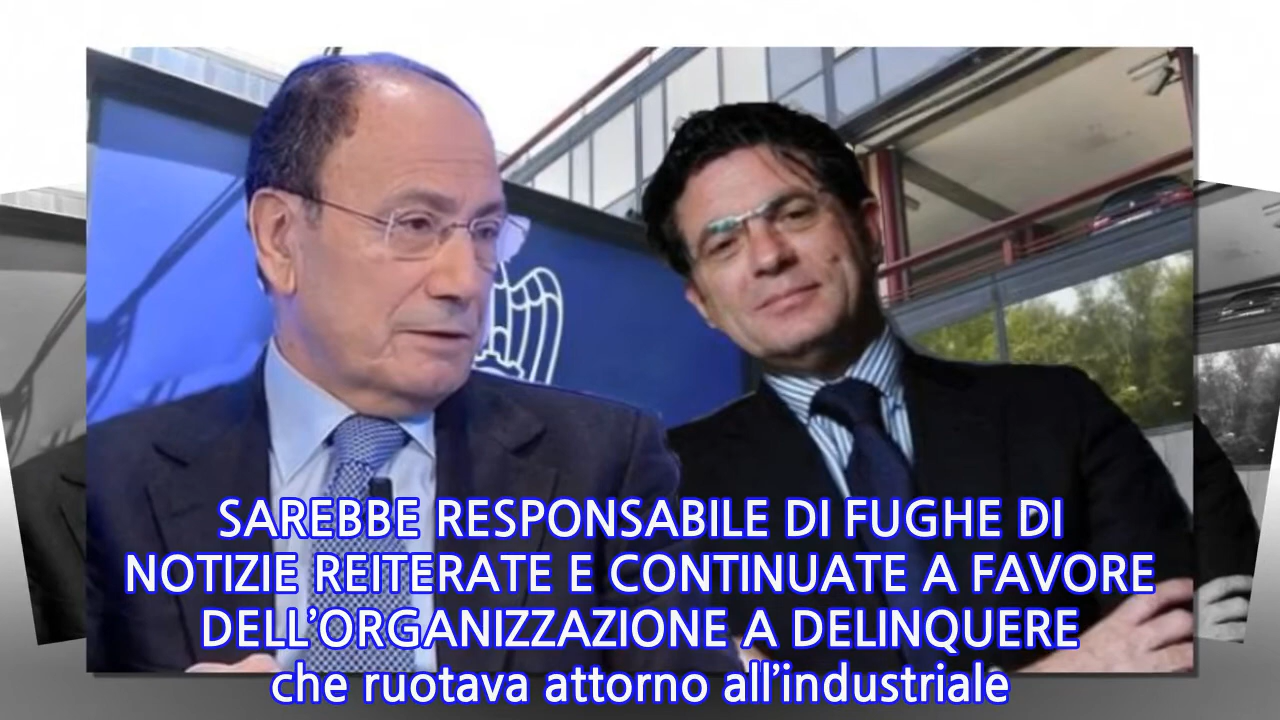 SAREBBE RESPONSABILE DI FUGHE DI
NOTIZIE REITERATE E CONTINUATE A FAVORE
DELL'ORGANIZZAZIONE A DELINQUERE
che ruotava attorno all'industriale